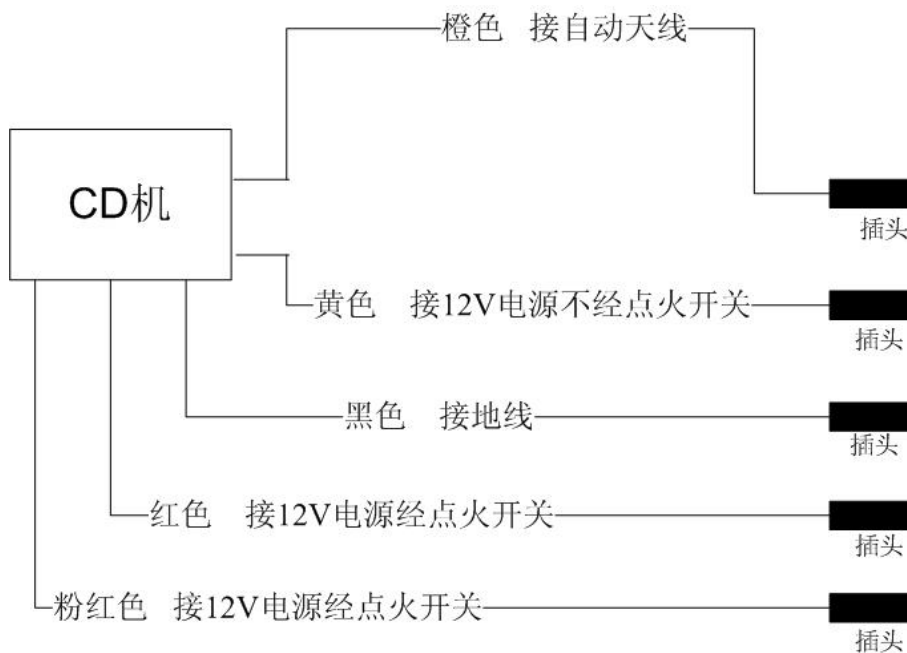 橙色 接自动天线
CD机
插头
黄色 接12V电源不经点火开关
插头
黑色 接地线
插头
红色 接12V电源经点火开关
插头
粉红色 接12V电源经点火开关
插头